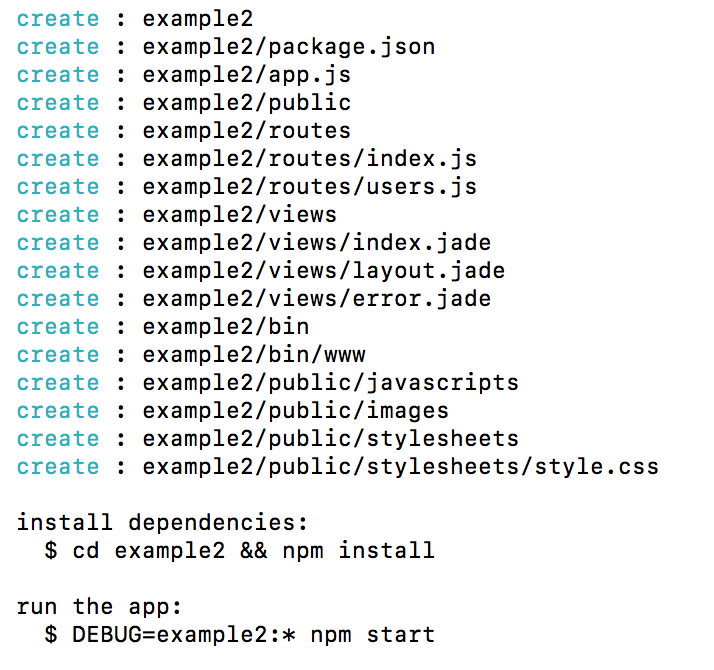 create : example2
create : example2/package.json
create : example2/app.js
create : example2/public
create : example2/routes
create : example2/routes/index.js
create : example2/routes/users.js
create : example2/views
create : example2/views/index.jade
create : example2/views/layout.jade
create : example2/views/error.jade
create : example2/bin
create : example2/bin/www
create : example2/public/javascripts
create : example2/public/images
create : example2/public/stylesheets
create : example2/public/stylesheets/style.css

install dependencies:
  $ cd example2 && npm install

run the app:
  $ DEBUG=example2:* npm start